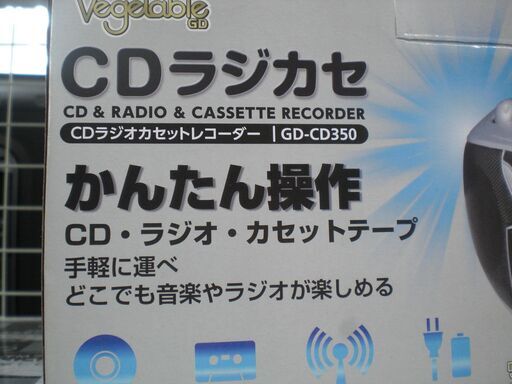 Vegetable
GD
CDラジカセ
CD & RADIO & CASSETTE RECORDER
CDラジオカセットレコーダー | GD-CD350
かんたん操作
CD・ラジオ・カセットテープ
手軽に運べ
どこでも音楽やラジオが楽しめる